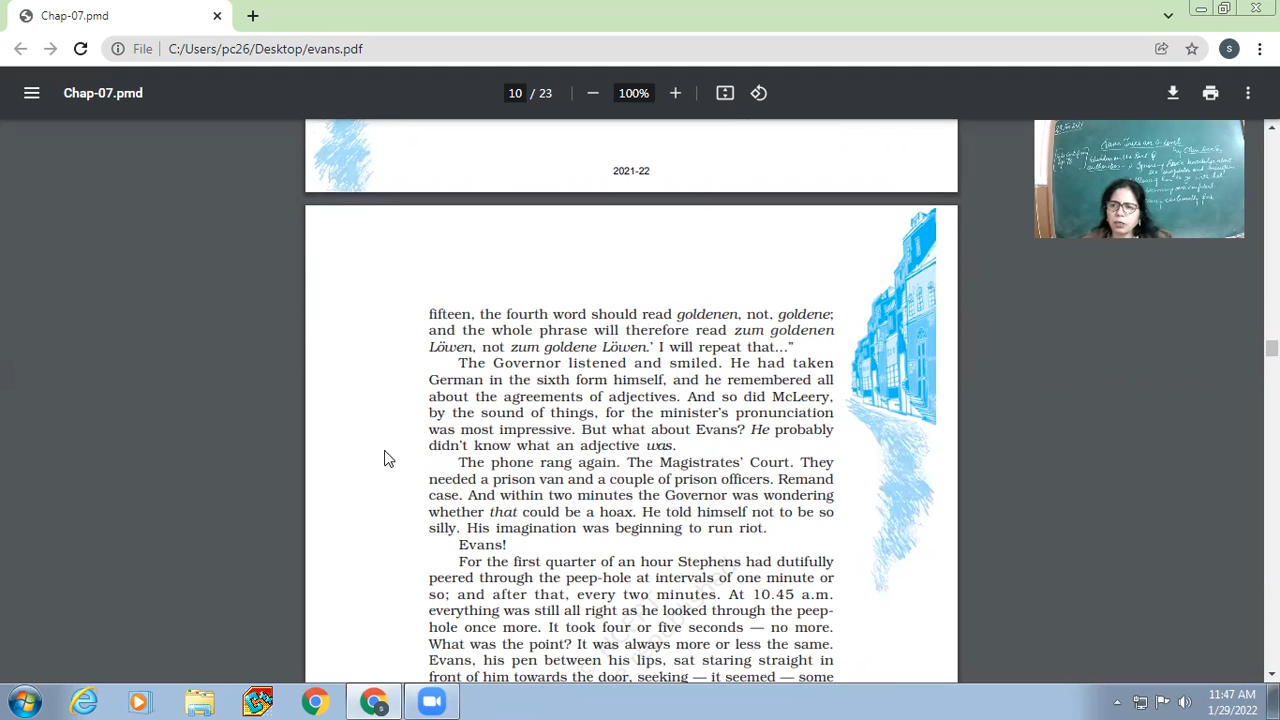 Chap-07.pmd
File
C:/Users/pc26/Desktop/evans.pdf
S
Chap-07.pmd
10 / 23
100%
2021-22
fifteen, the fourth word should read goldenen, not, goldene;
and the whole phrase will therefore read zum goldenen
Löwen, not zum goldene Löwen.' I will repeat that..."
The Governor listened and smiled. He had taken
German in the sixth form himself, and he remembered all
about the agreements of adjectives. And so did McLeery,
by the sound of things, for the minister's pronunciation
was most impressive. But what about Evans? He probably
didn't know what an adjective was.
The phone rang again. The Magistrates' Court. They
needed a prison van and a couple of prison officers. Remand
case. And within two minutes the Governor was wondering
whether that could be a hoax. He told himself not to be so
silly. His imagination was beginning to run riot.
Evans!
For the first quarter of an hour Stephens had dutifully
peered through the peep-hole at intervals of one minute or
so; and after that, every two minutes. At 10.45 a.m.
everything was still all right as he looked through the peep-
hole once more. It took four or five seconds — no more.
What was the point? It was always more or less the same.
Evans, his pen between his lips, sat staring straight in
front of him towards the door, seeking — it seemed — some
11:47 AM
1/29/2022